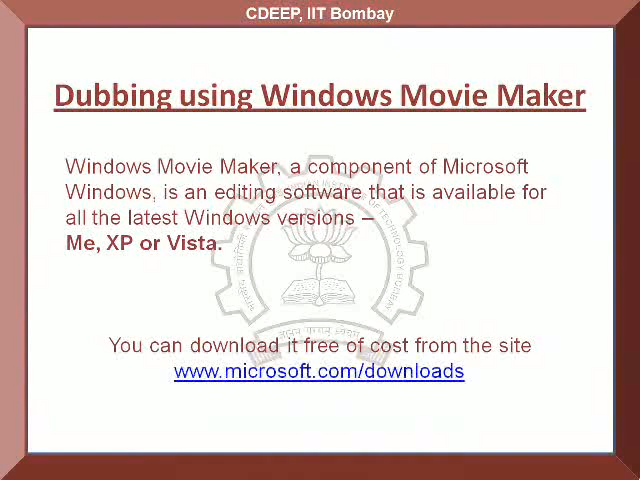 CDEEP, IIT Bombay
Dubbing using Windows Movie Maker
Windows Movie Maker, a component of Microsoft
Windows, is an editing software that is available for
all the latest Windows versions –
Me, XP or Vista.
You can download it free of cost from the site
www.microsoft.com/downloads